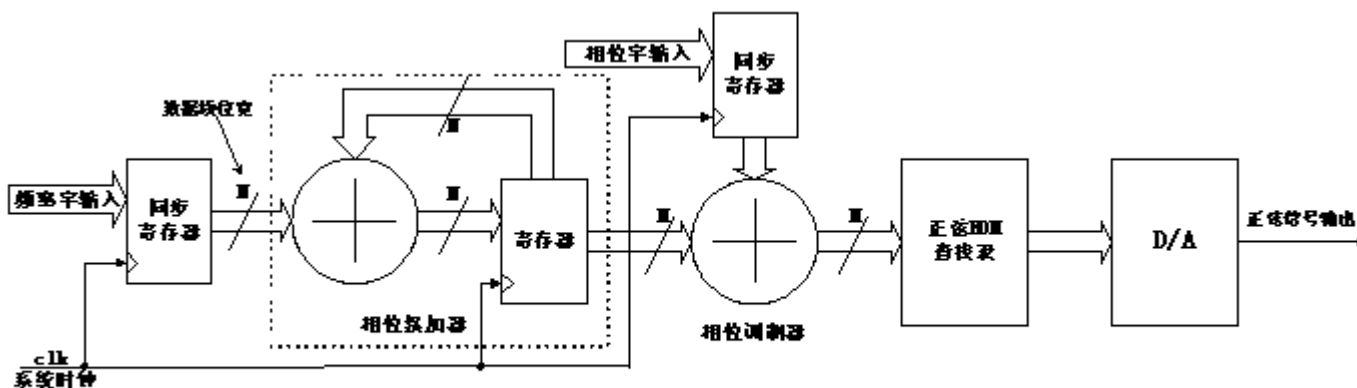 相位字输入
同步
寄存器
数据线位宽
频率字输入
同步
寄存器
寄存器
相位累加器
相位调制器
正弦ROM
查找表
D/A
正弦信号输出
clk
系统时钟